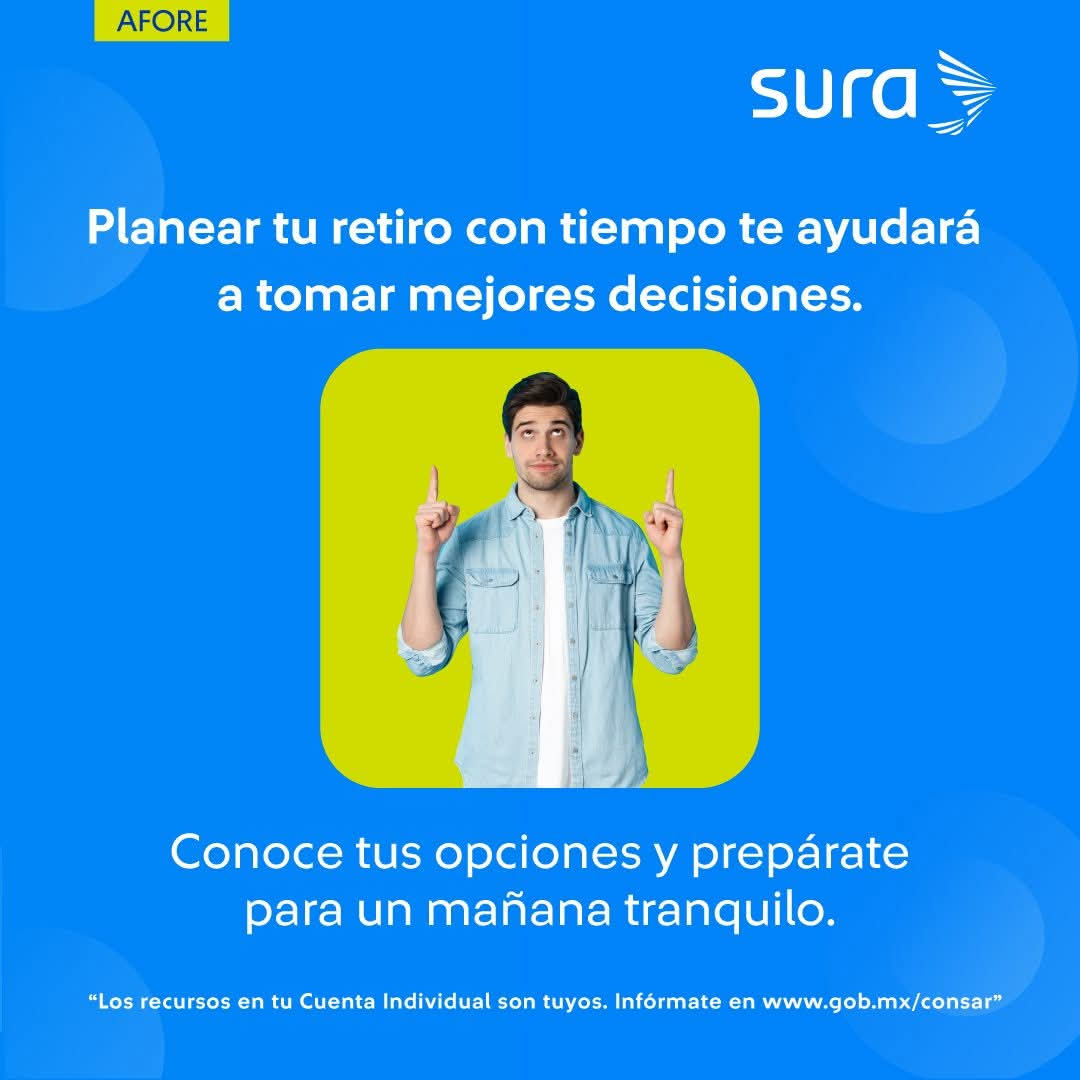 AFORE
sura
Planear tu retiro con tiempo te ayudará
a tomar mejores decisiones.
Conoce tus opciones y prepárate
para un mañana tranquilo.
“Los recursos en tu Cuenta Individual son tuyos. Infórmate en www.gob.mx/consar”